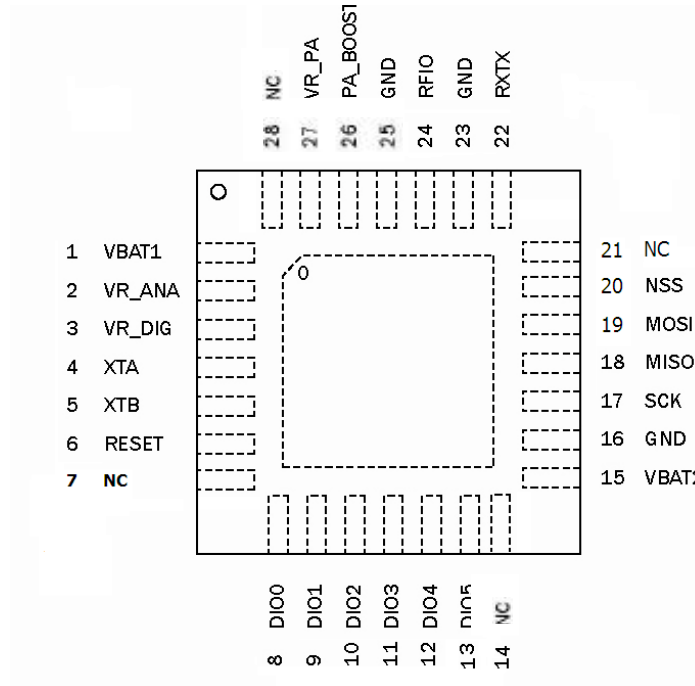 NC
VR_PA
PA_BOOST
GND
RFIO
GND
RXTX
28
27
26
25
24
23
22
1 VBAT1
2 VR_ANA
3 VR_DIG
4 XTA
5 XTB
6 RESET
7 NC
0
21 NC
20 NSS
19 MOSI
18 MISO
17 SCK
16 GND
15 VBAT2
DIO0
DIO1
DIO2
DIO3
DIO4
DIO5
NC
8
9
10
11
12
13
14